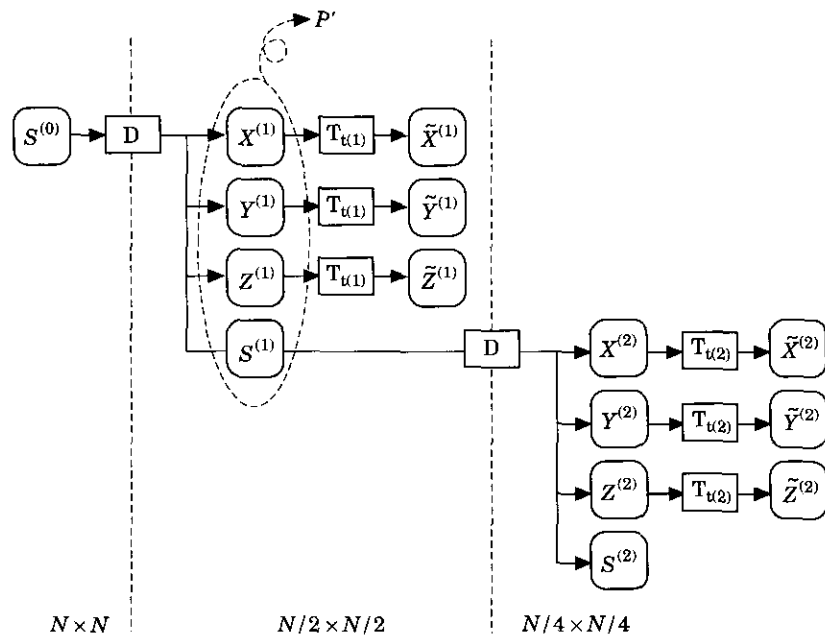 P′
S⁽⁰⁾ D X⁽¹⁾ T_t(1) X̃⁽¹⁾
Y⁽¹⁾ T_t(1) Ỹ⁽¹⁾
Z⁽¹⁾ T_t(1) Z̃⁽¹⁾
S⁽¹⁾ D X⁽²⁾ T_t(2) X̃⁽²⁾
Y⁽²⁾ T_t(2) Ỹ⁽²⁾
Z⁽²⁾ T_t(2) Z̃⁽²⁾
S⁽²⁾
N × N N/2 × N/2 N/4 × N/4